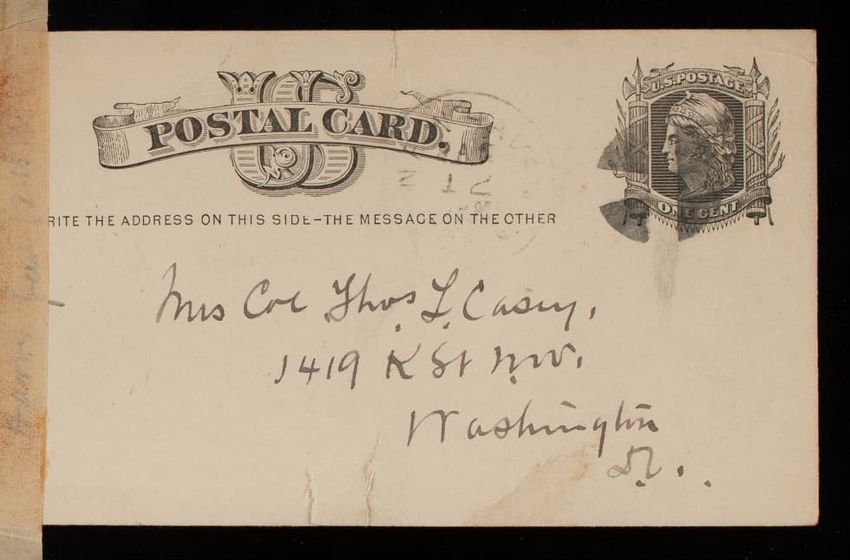 U.S. POSTAGE.
US
POSTAL CARD.
ONE CENT
RITE THE ADDRESS ON THIS SIDE-THE MESSAGE ON THE OTHER
Mrs Col Thos. L. Casey,
1419 K St N.W.
Washington
D.C.